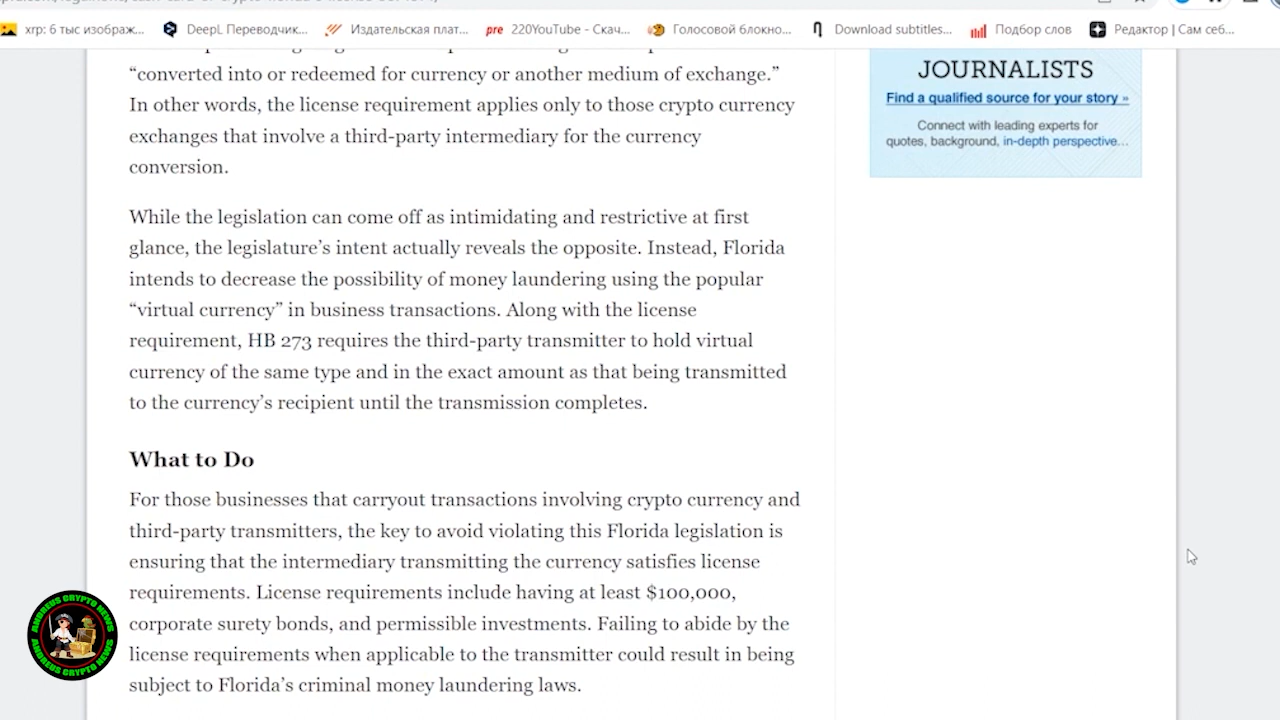 xrp: 6 тыс изображ...
DeepL Переводчик...
Издательская плат...
pre 220YouTube - Скач...
Голосовой блокно...
Download subtitles...
Подбор слов
Редактор | Сам себ...
“converted into or redeemed for currency or another medium of exchange.”
In other words, the license requirement applies only to those crypto currency
exchanges that involve a third-party intermediary for the currency
conversion.
While the legislation can come off as intimidating and restrictive at first
glance, the legislature’s intent actually reveals the opposite. Instead, Florida
intends to decrease the possibility of money laundering using the popular
“virtual currency” in business transactions. Along with the license
requirement, HB 273 requires the third-party transmitter to hold virtual
currency of the same type and in the exact amount as that being transmitted
to the currency’s recipient until the transmission completes.
What to Do
For those businesses that carryout transactions involving crypto currency and
third-party transmitters, the key to avoid violating this Florida legislation is
ensuring that the intermediary transmitting the currency satisfies license
requirements. License requirements include having at least $100,000,
corporate surety bonds, and permissible investments. Failing to abide by the
license requirements when applicable to the transmitter could result in being
subject to Florida’s criminal money laundering laws.
JOURNALISTS
Find a qualified source for your story »
Connect with leading experts for
quotes, background, in-depth perspective...
ANDREUS CRYPTO NEWS
ANDREUS CRYPTO NEWS